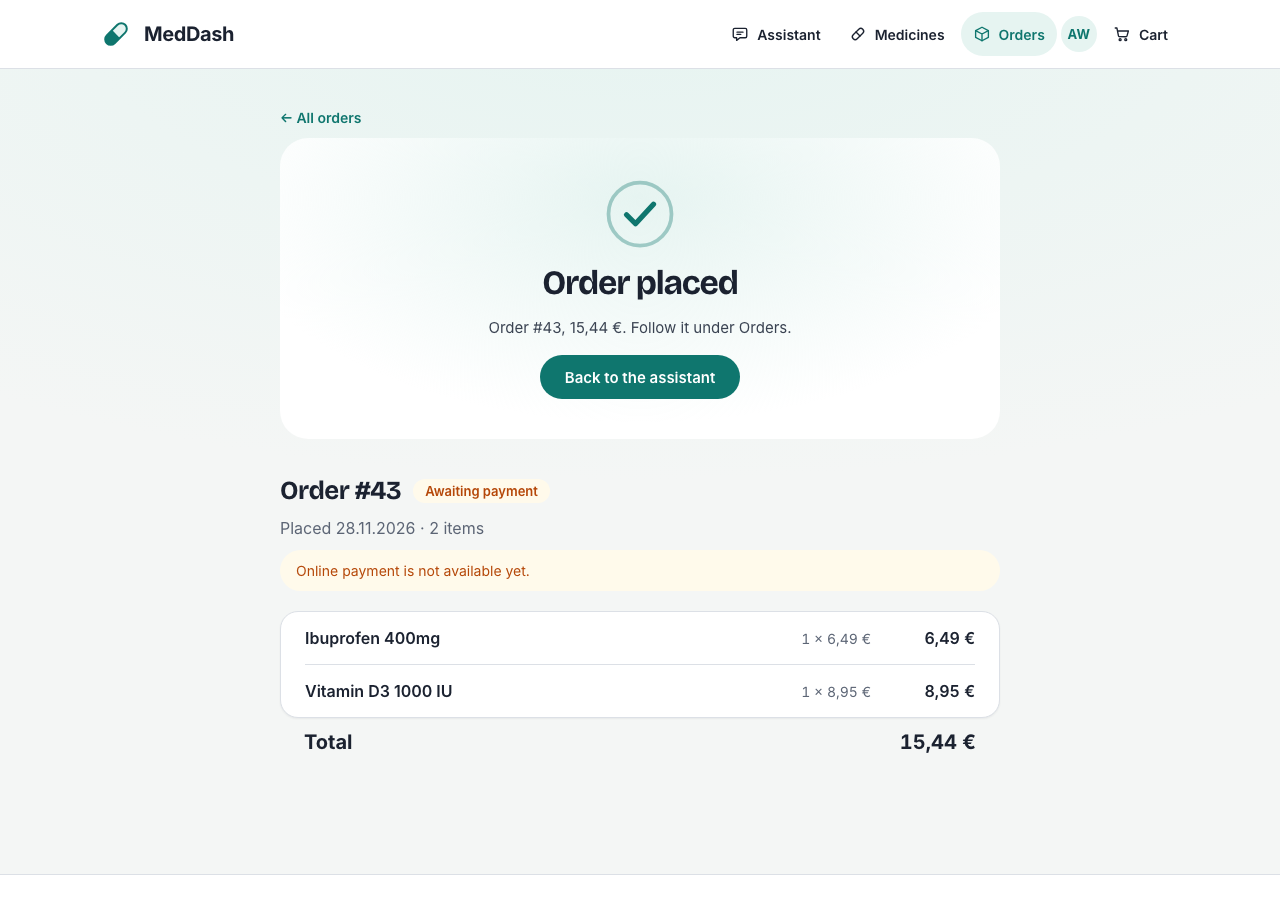 MedDash
Assistant
Medicines
Orders
AW
Cart
← All orders
Order placed
Order #43, 15,44 €. Follow it under Orders.
Back to the assistant
Order #43 Awaiting payment
Placed 28.11.2026 · 2 items
Online payment is not available yet.
Ibuprofen 400mg 1 × 6,49 € 6,49 €
Vitamin D3 1000 IU 1 × 8,95 € 8,95 €
Total 15,44 €